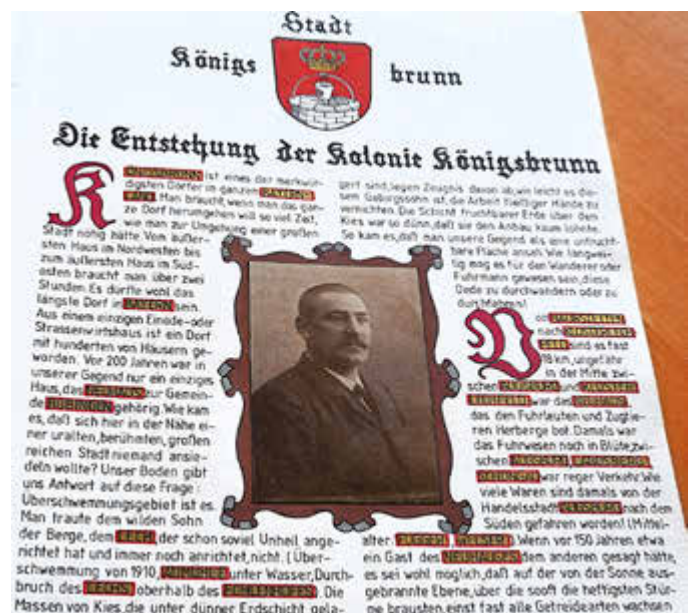 Stadt
Königs brunn
Die Entstehung der Kolonie Königsbrunn
ist eines der merkwür-
digsten Dörfer im ganzen
Man braucht, wenn man das gan-
ze Dorf herumgehen will so viel Zeit,
wie man zur Umgehung einer großen
Stadt nötig hätte. Vom äußer-
sten Haus im Nordwesten bis
zum äußersten Haus im Süd-
osten braucht man über zwei
Stunden. Es dürfte wohl das
längste Dorf in sein.
Aus einem einzigen Einöde-oder
Strassenwirtshaus ist ein Dorf
mit hunderten von Häusern ge-
worden. Vor 200 Jahren war in
unserer Gegend nur ein einziges
Haus, das zur Gemein-
de gehörig. Wie kam
es, daß sich hier in der Nähe ei-
ner uralten, berühmten, großen
reichen Stadt niemand ansie-
deln wollte? Unser Boden gibt
uns Antwort auf diese Frage:
Überschwemmungsgebiet ist es.
Man traute dem wilden Sohn
der Berge, dem der schon soviel Unheil ange-
richtet hat und immer noch anrichtet, nicht. (Über-
schwemmung von 1910, unter Wasser, Durch-
bruch des oberhalb des . Die
Massen von Kies, die unter dünner Erdschicht gela-
gert sind, legen Zeugnis davon ab, wie leicht es die-
sem Gebirgssohn ist, die Arbeit fleißiger Hände zu
vernichten. Die Schicht fruchtbarer Erde über dem
Kies war so dünn, daß sie den Anbau kaum lohnte.
So kam es, daß man unsere Gegend als eine unfrucht-
bare Fläche ansah. Wie langwei-
lig mag es für den Wanderer oder
Fuhrmann gewesen sein, diese
Oede zu durchwandern oder zu
durchfahren!
Von
nach
sind es fast
18 km, ungefähr
in der Mitte zwi-
schen und
war das
das den Fuhrleuten und Zugtie-
ren Herberge bot. Damals war
das Fuhrwesen noch in Blüte, zwi-
schen
war reger Verkehr. Wie
viele Waren sind damals von der
Handelsstadt nach dem
Süden gefahren worden! (Mittel-
alter , ). Wenn vor 150 Jahren etwa
ein Gast des dem anderen gesagt hätte,
es sei wohl möglich, daß auf der von der Sonne aus-
gebrannte Ebene, über die sooft die heftigsten Stür-
me brausten, einst fast alle Getreidearten wachsen